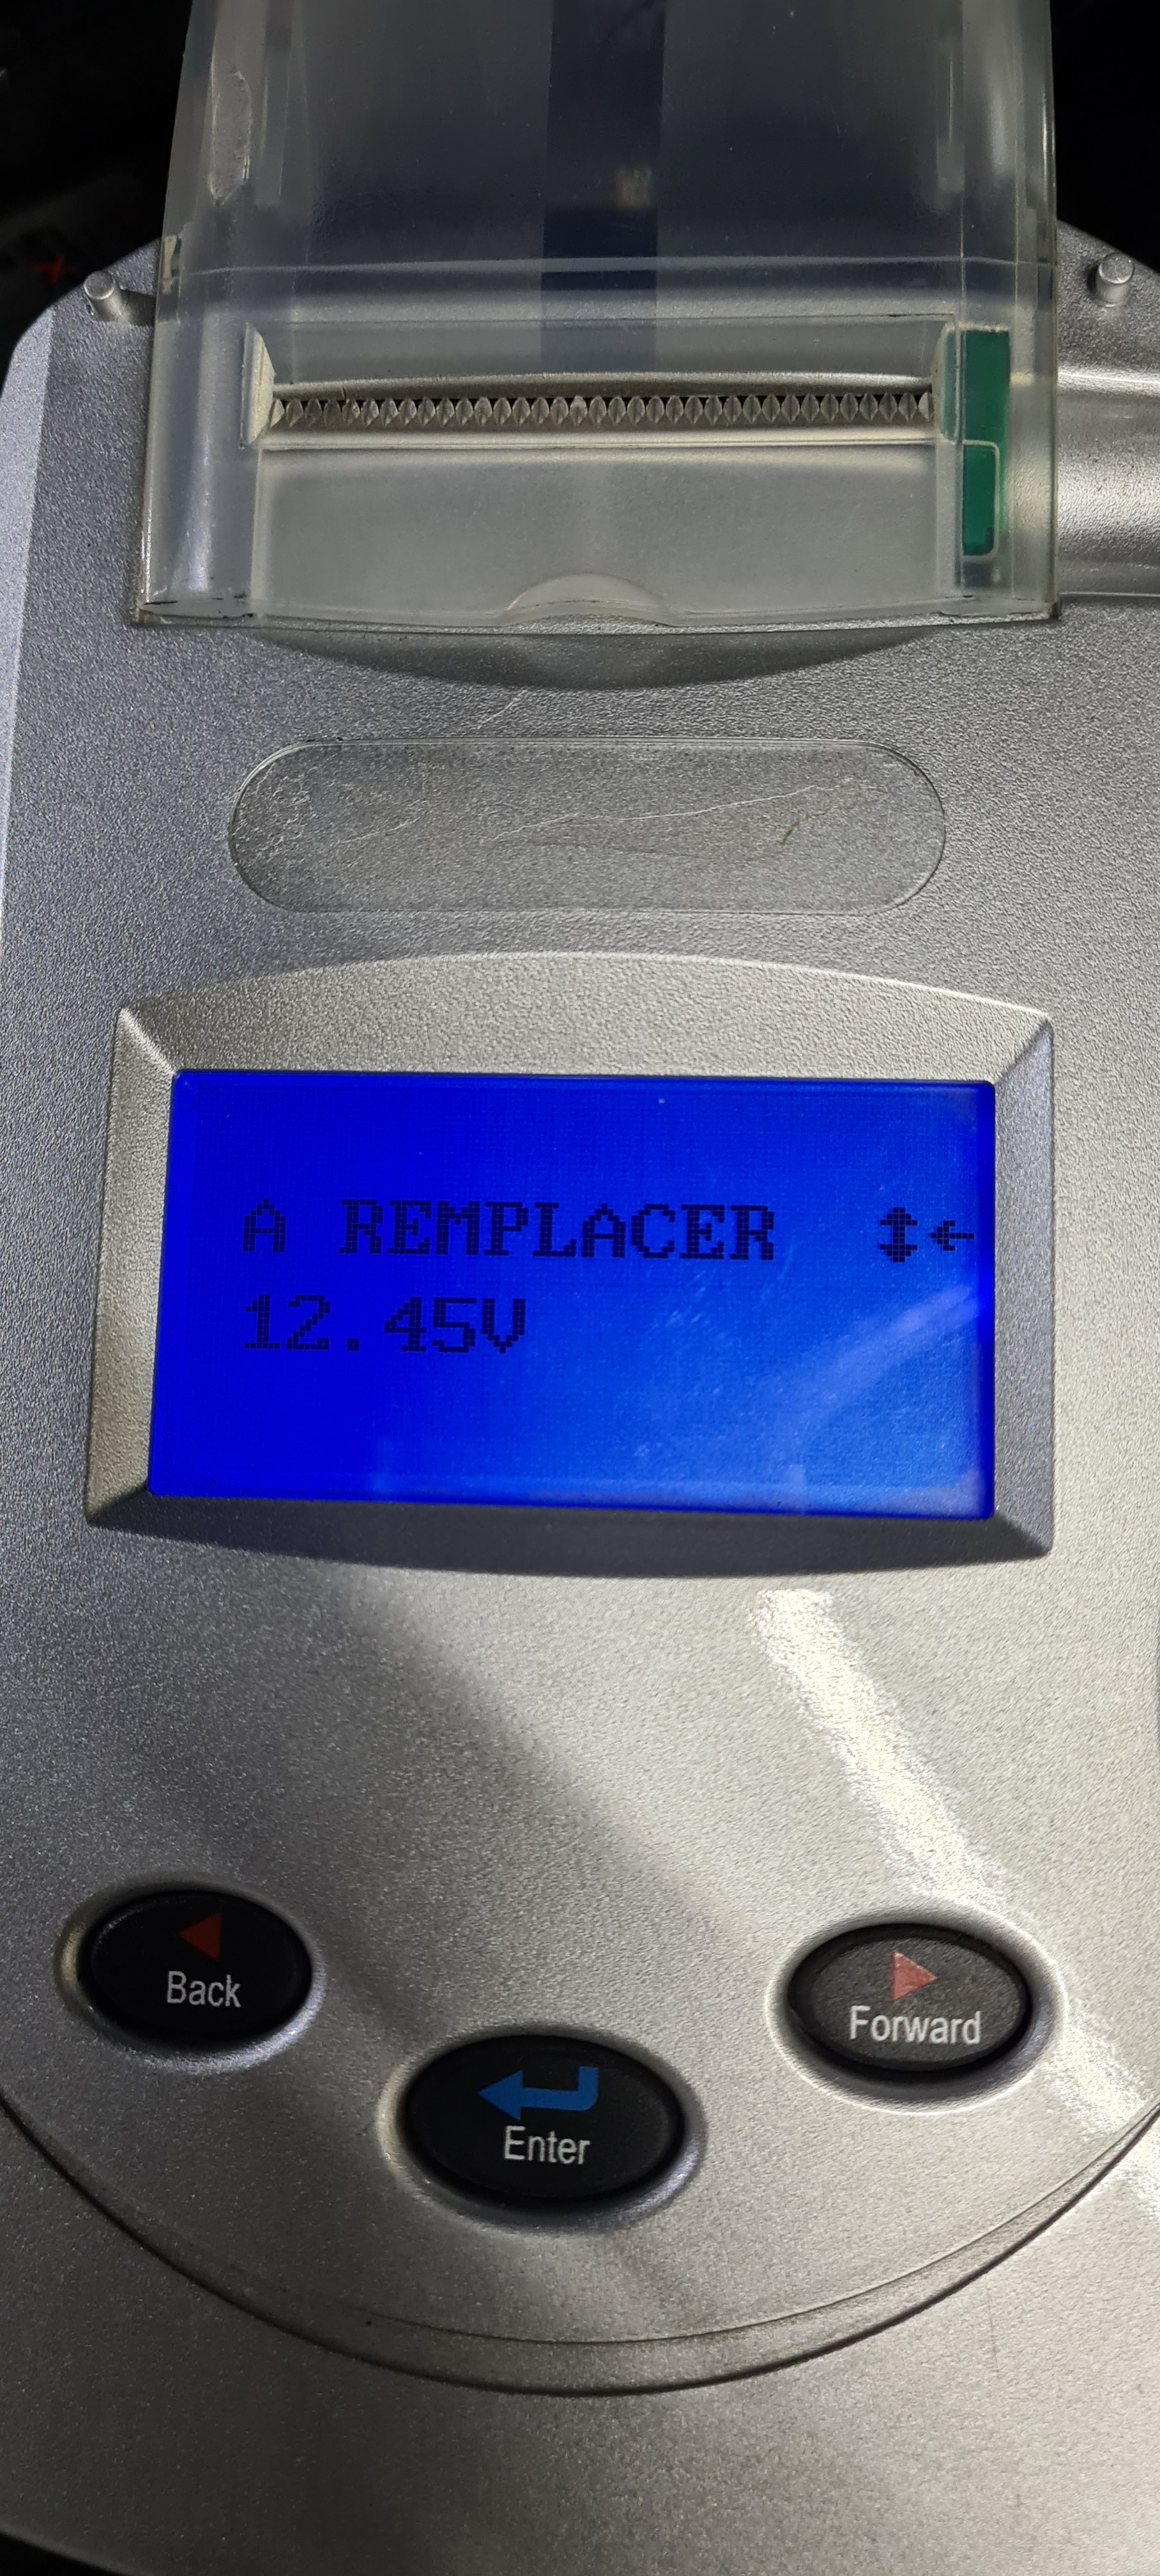 A REMPLACER ↕←
12.45V
Back
Forward
Enter